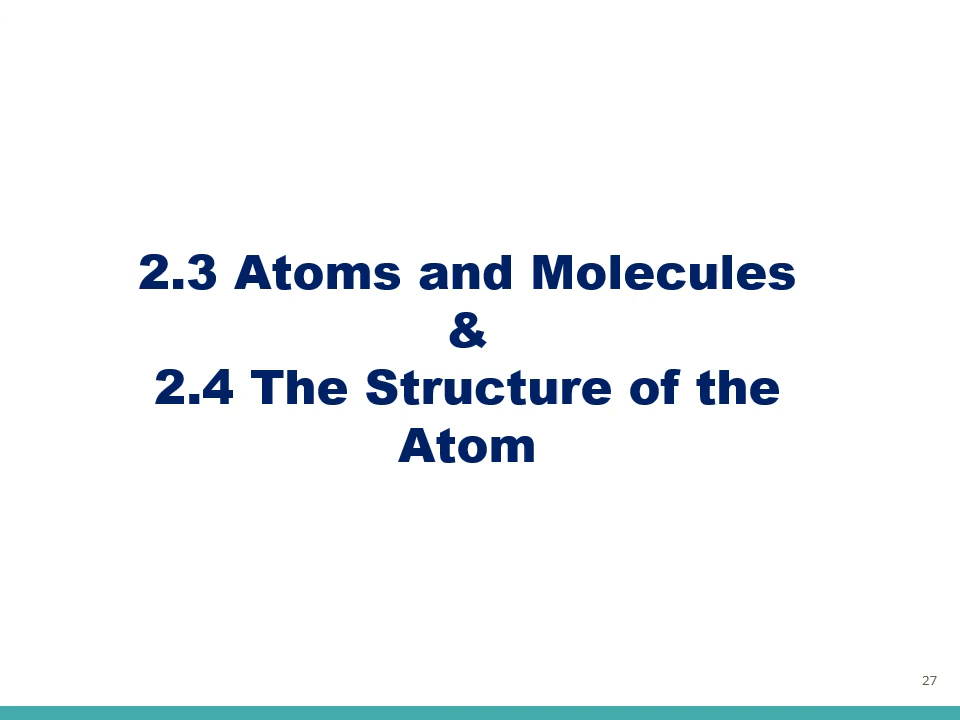 2.3 Atoms and Molecules
&
2.4 The Structure of the
Atom
27